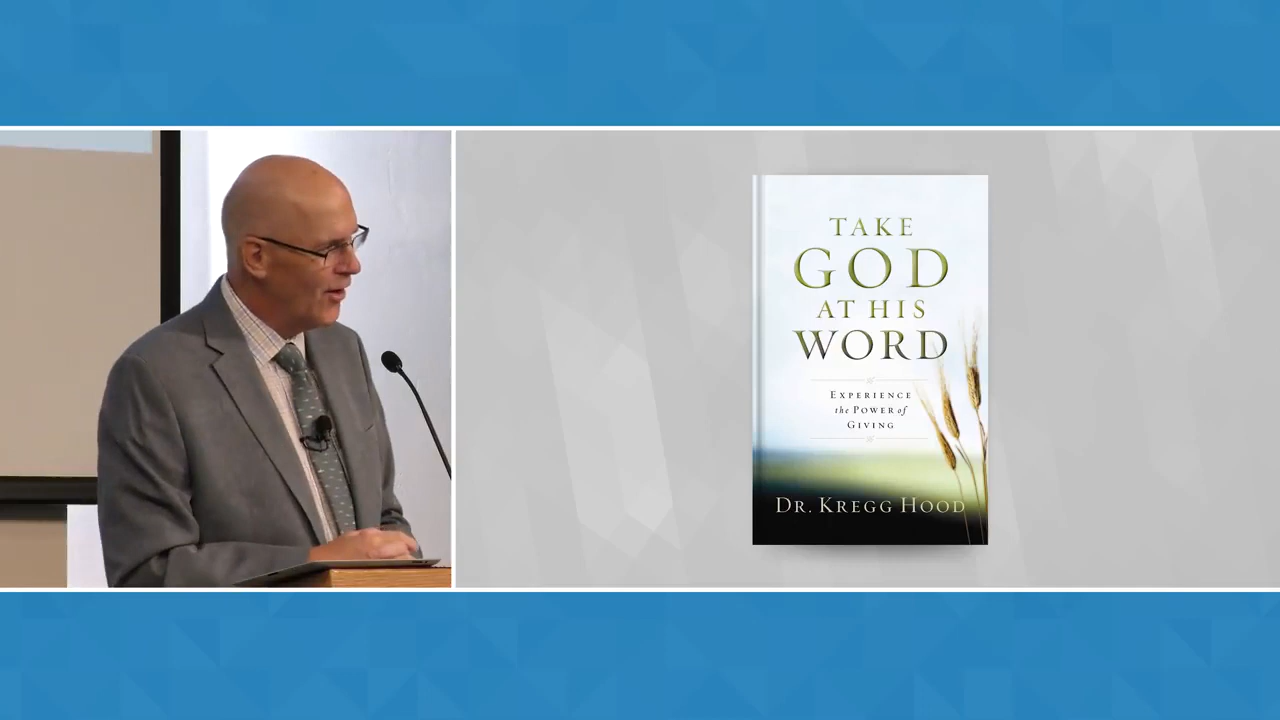 TAKE
GOD
AT HIS
WORD
EXPERIENCE
the POWER of
GIVING
DR. KREGG HOOD